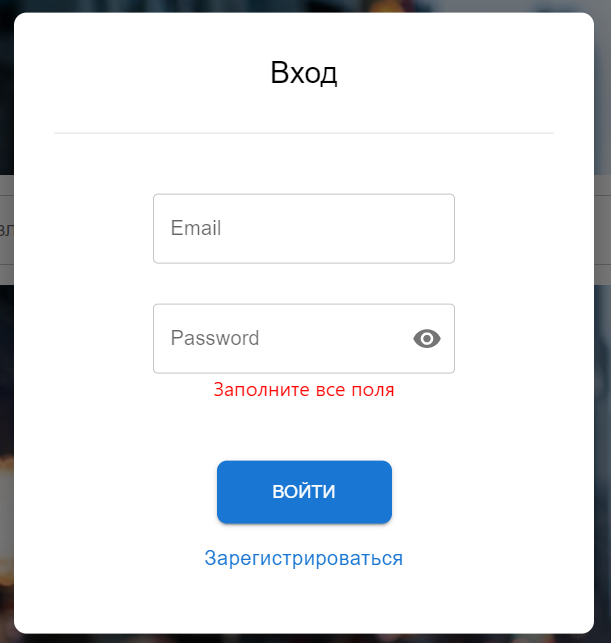 Вход
Email
Password
Заполните все поля
ВОЙТИ
Зарегистрироваться